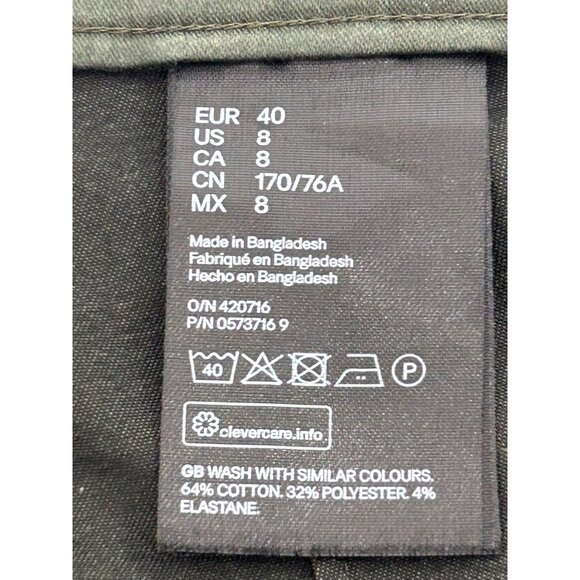 EUR 40
US 8
CA 8
CN 170/76A
MX 8
Made in Bangladesh
Fabriqué en Bangladesh
Hecho en Bangladesh
O/N 420716
P/N 0573716 9
40 P
clevercare.info
GB WASH WITH SIMILAR COLOURS.
64% COTTON. 32% POLYESTER. 4%
ELASTANE.